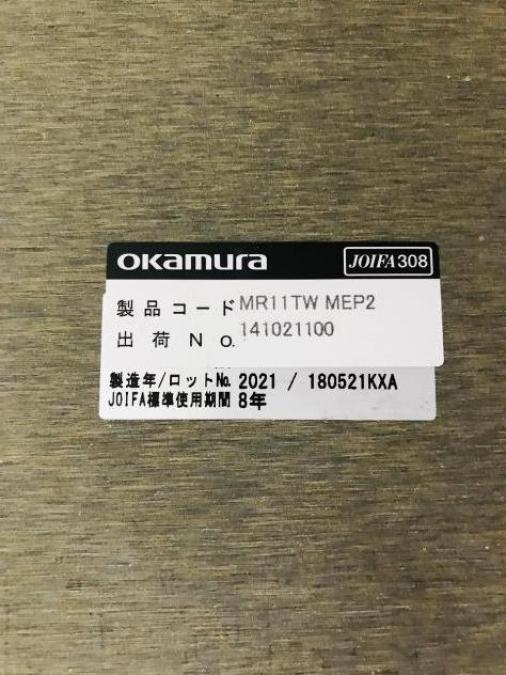 okamura JOIFA308
製品コード MR11TW MEP2
出荷No. 141021100
製造年/ロットNo. 2021 / 180521KXA
JOIFA標準使用期間 8年